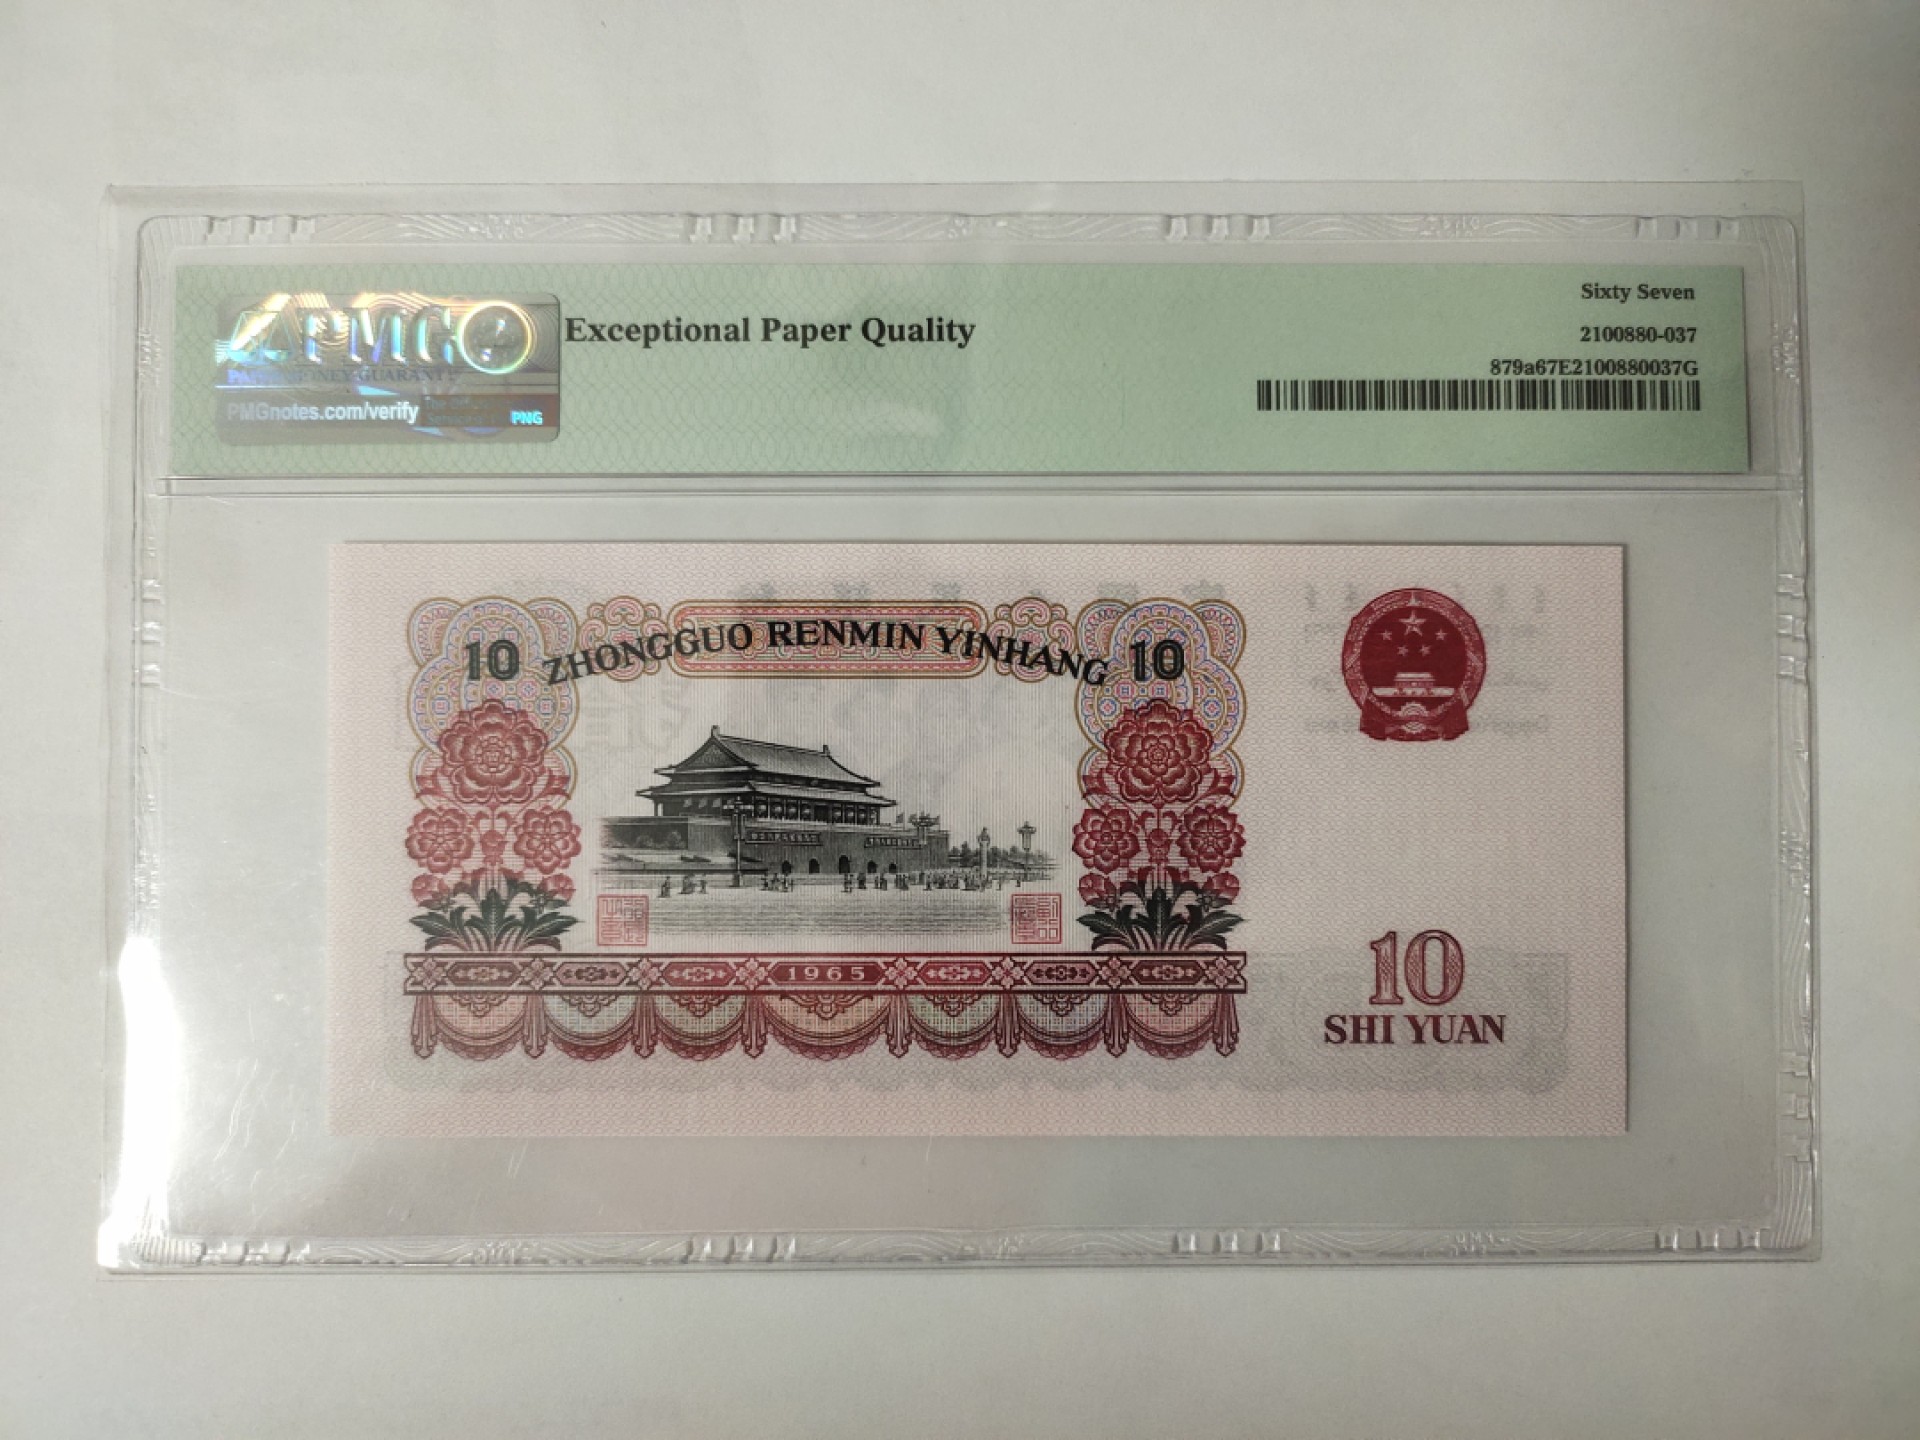 PMG
Exceptional Paper Quality
Sixty Seven
2100880-037
879a67E2100880037G
PMGnotes.com/verify
PNG
10 ZHONGGUO RENMIN YINHANG 10
1965
10
SHI YUAN